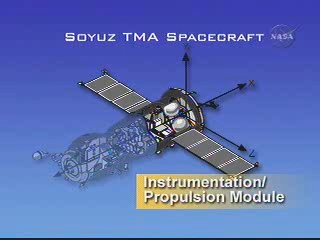 SOYUZ TMA SPACECRAFT
NASA
X
Z
Instrumentation/
Propulsion Module